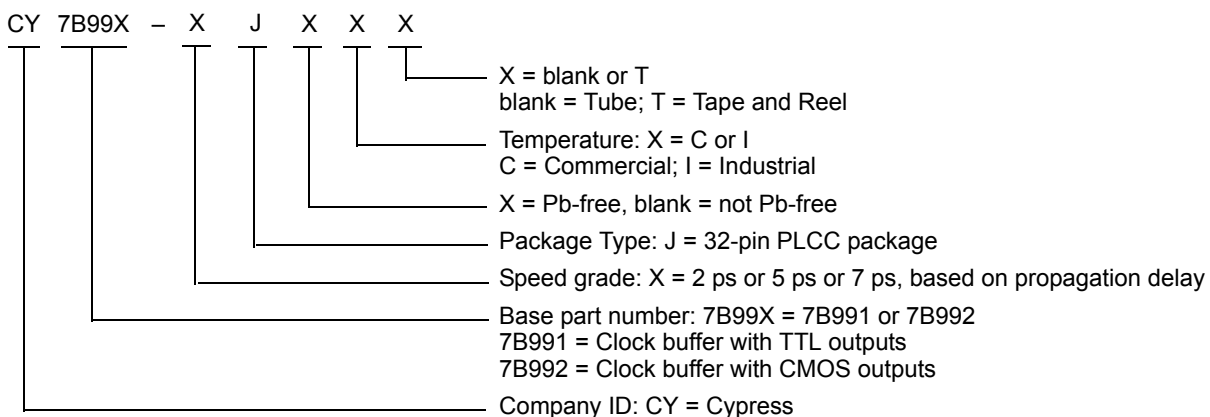 CY 7B99X – X J X X X
X = blank or T
blank = Tube; T = Tape and Reel
Temperature: X = C or I
C = Commercial; I = Industrial
X = Pb-free, blank = not Pb-free
Package Type: J = 32-pin PLCC package
Speed grade: X = 2 ps or 5 ps or 7 ps, based on propagation delay
Base part number: 7B99X = 7B991 or 7B992
7B991 = Clock buffer with TTL outputs
7B992 = Clock buffer with CMOS outputs
Company ID: CY = Cypress